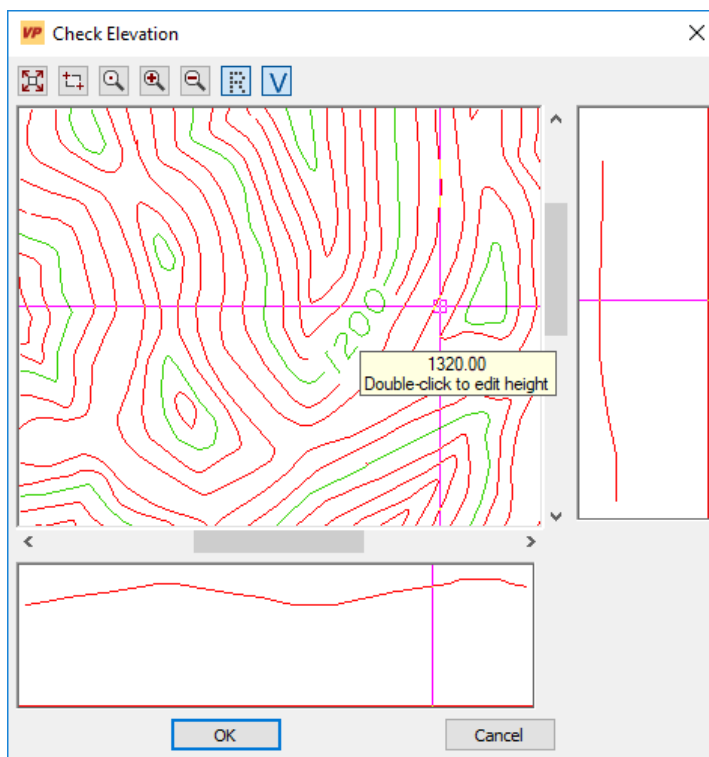 VP Check Elevation
R V
1200
1320.00
Double-click to edit height
OK Cancel